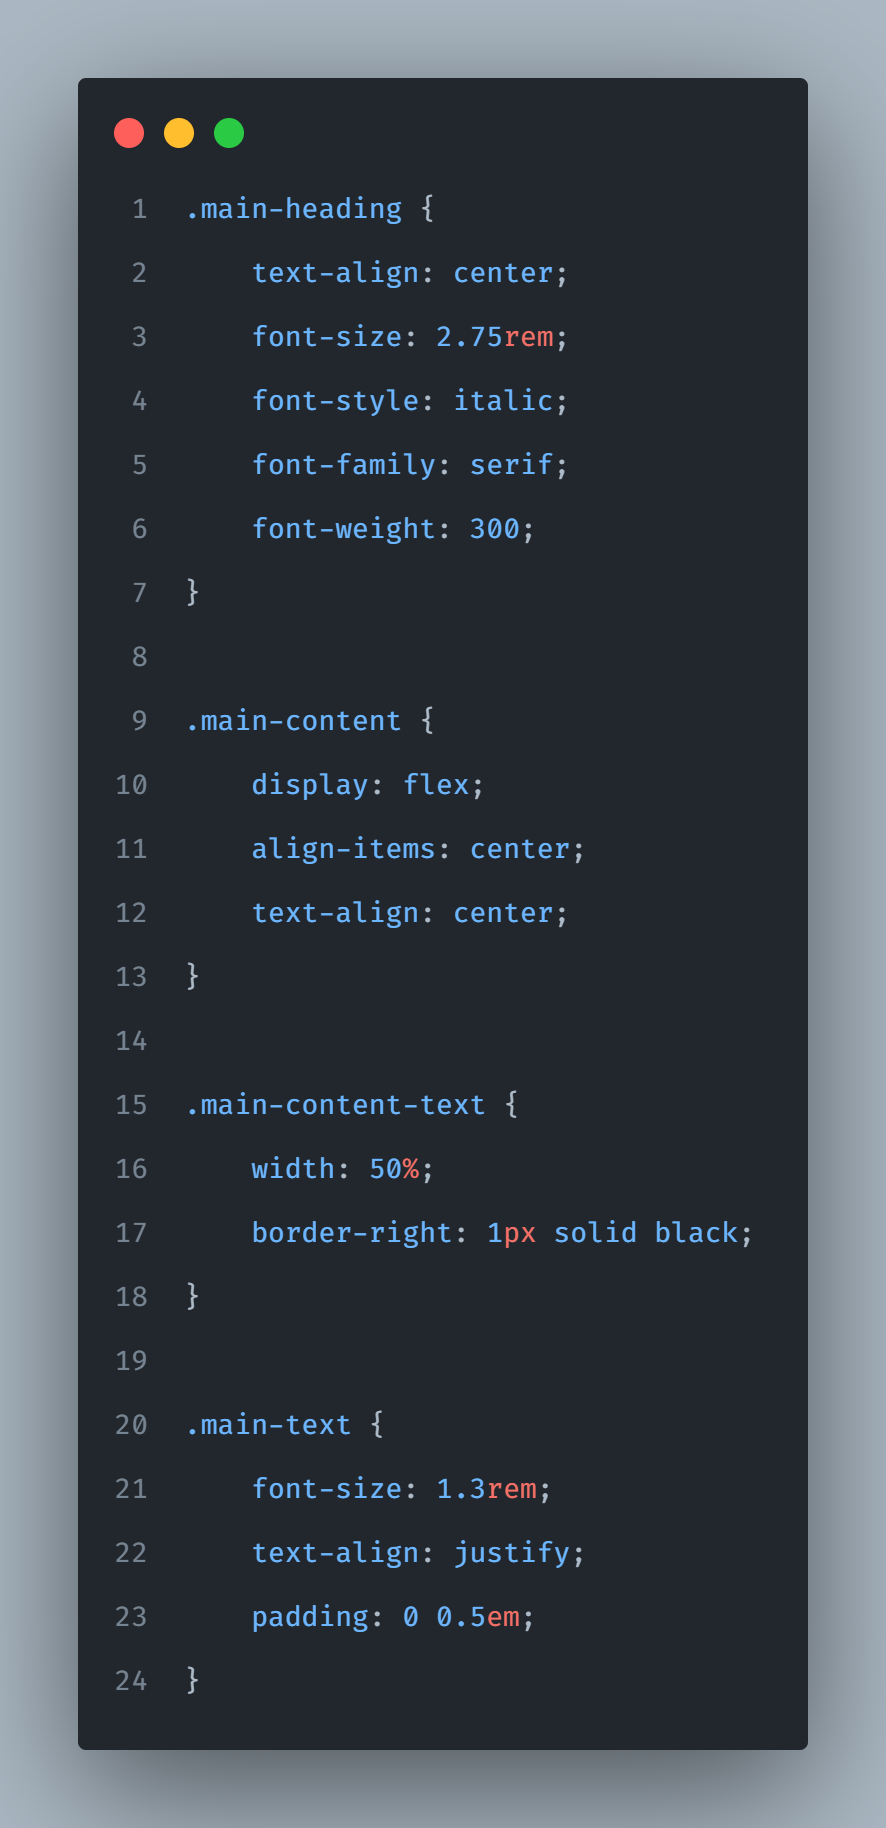 1 .main-heading {
2     text-align: center;
3     font-size: 2.75rem;
4     font-style: italic;
5     font-family: serif;
6     font-weight: 300;
7 }
8
9 .main-content {
10     display: flex;
11     align-items: center;
12     text-align: center;
13 }
14
15 .main-content-text {
16     width: 50%;
17     border-right: 1px solid black;
18 }
19
20 .main-text {
21     font-size: 1.3rem;
22     text-align: justify;
23     padding: 0 0.5em;
24 }